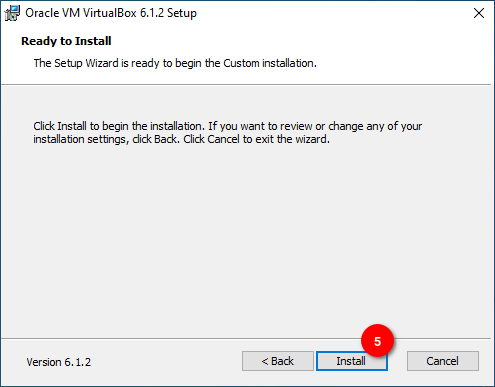 Oracle VM VirtualBox 6.1.2 Setup
Ready to Install
The Setup Wizard is ready to begin the Custom installation.
Click Install to begin the installation. If you want to review or change any of your
installation settings, click Back. Click Cancel to exit the wizard.
5
Version 6.1.2
< Back
Install
Cancel